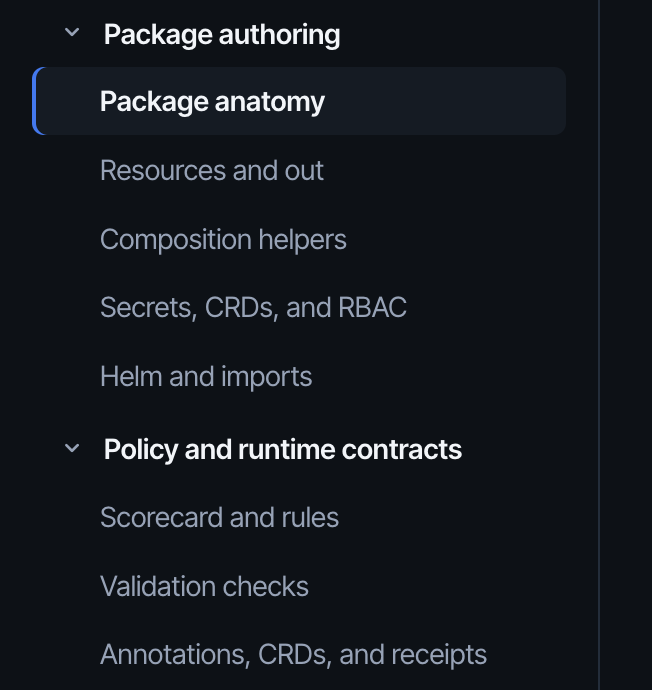 Package authoring
Package anatomy
Resources and out
Composition helpers
Secrets, CRDs, and RBAC
Helm and imports
Policy and runtime contracts
Scorecard and rules
Validation checks
Annotations, CRDs, and receipts